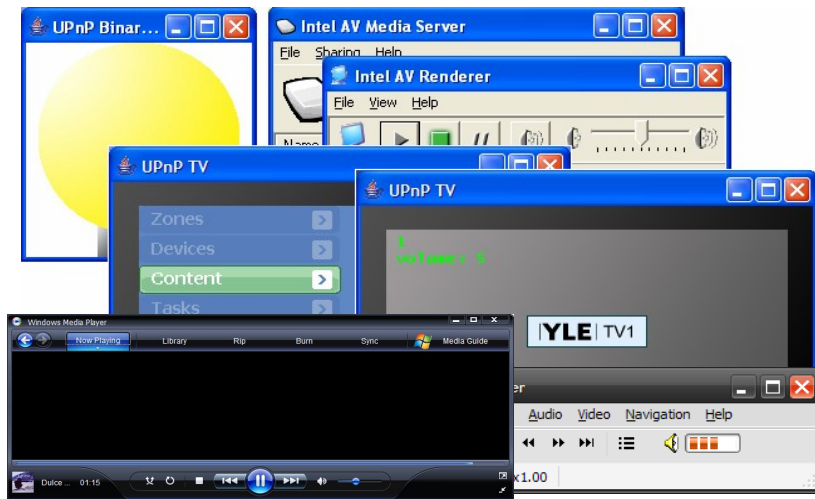 UPnP Binar...
Intel AV Media Server
File Sharing Help
Intel AV Renderer
File View Help
Name
UPnP TV
UPnP TV
Zones
Devices
Content
Tasks
1
volume: 5
YLE TV1
Windows Media Player
Now Playing Library Rip Burn Sync Media Guide
Dulce ... 01:15
er
Audio Video Navigation Help
x1.00